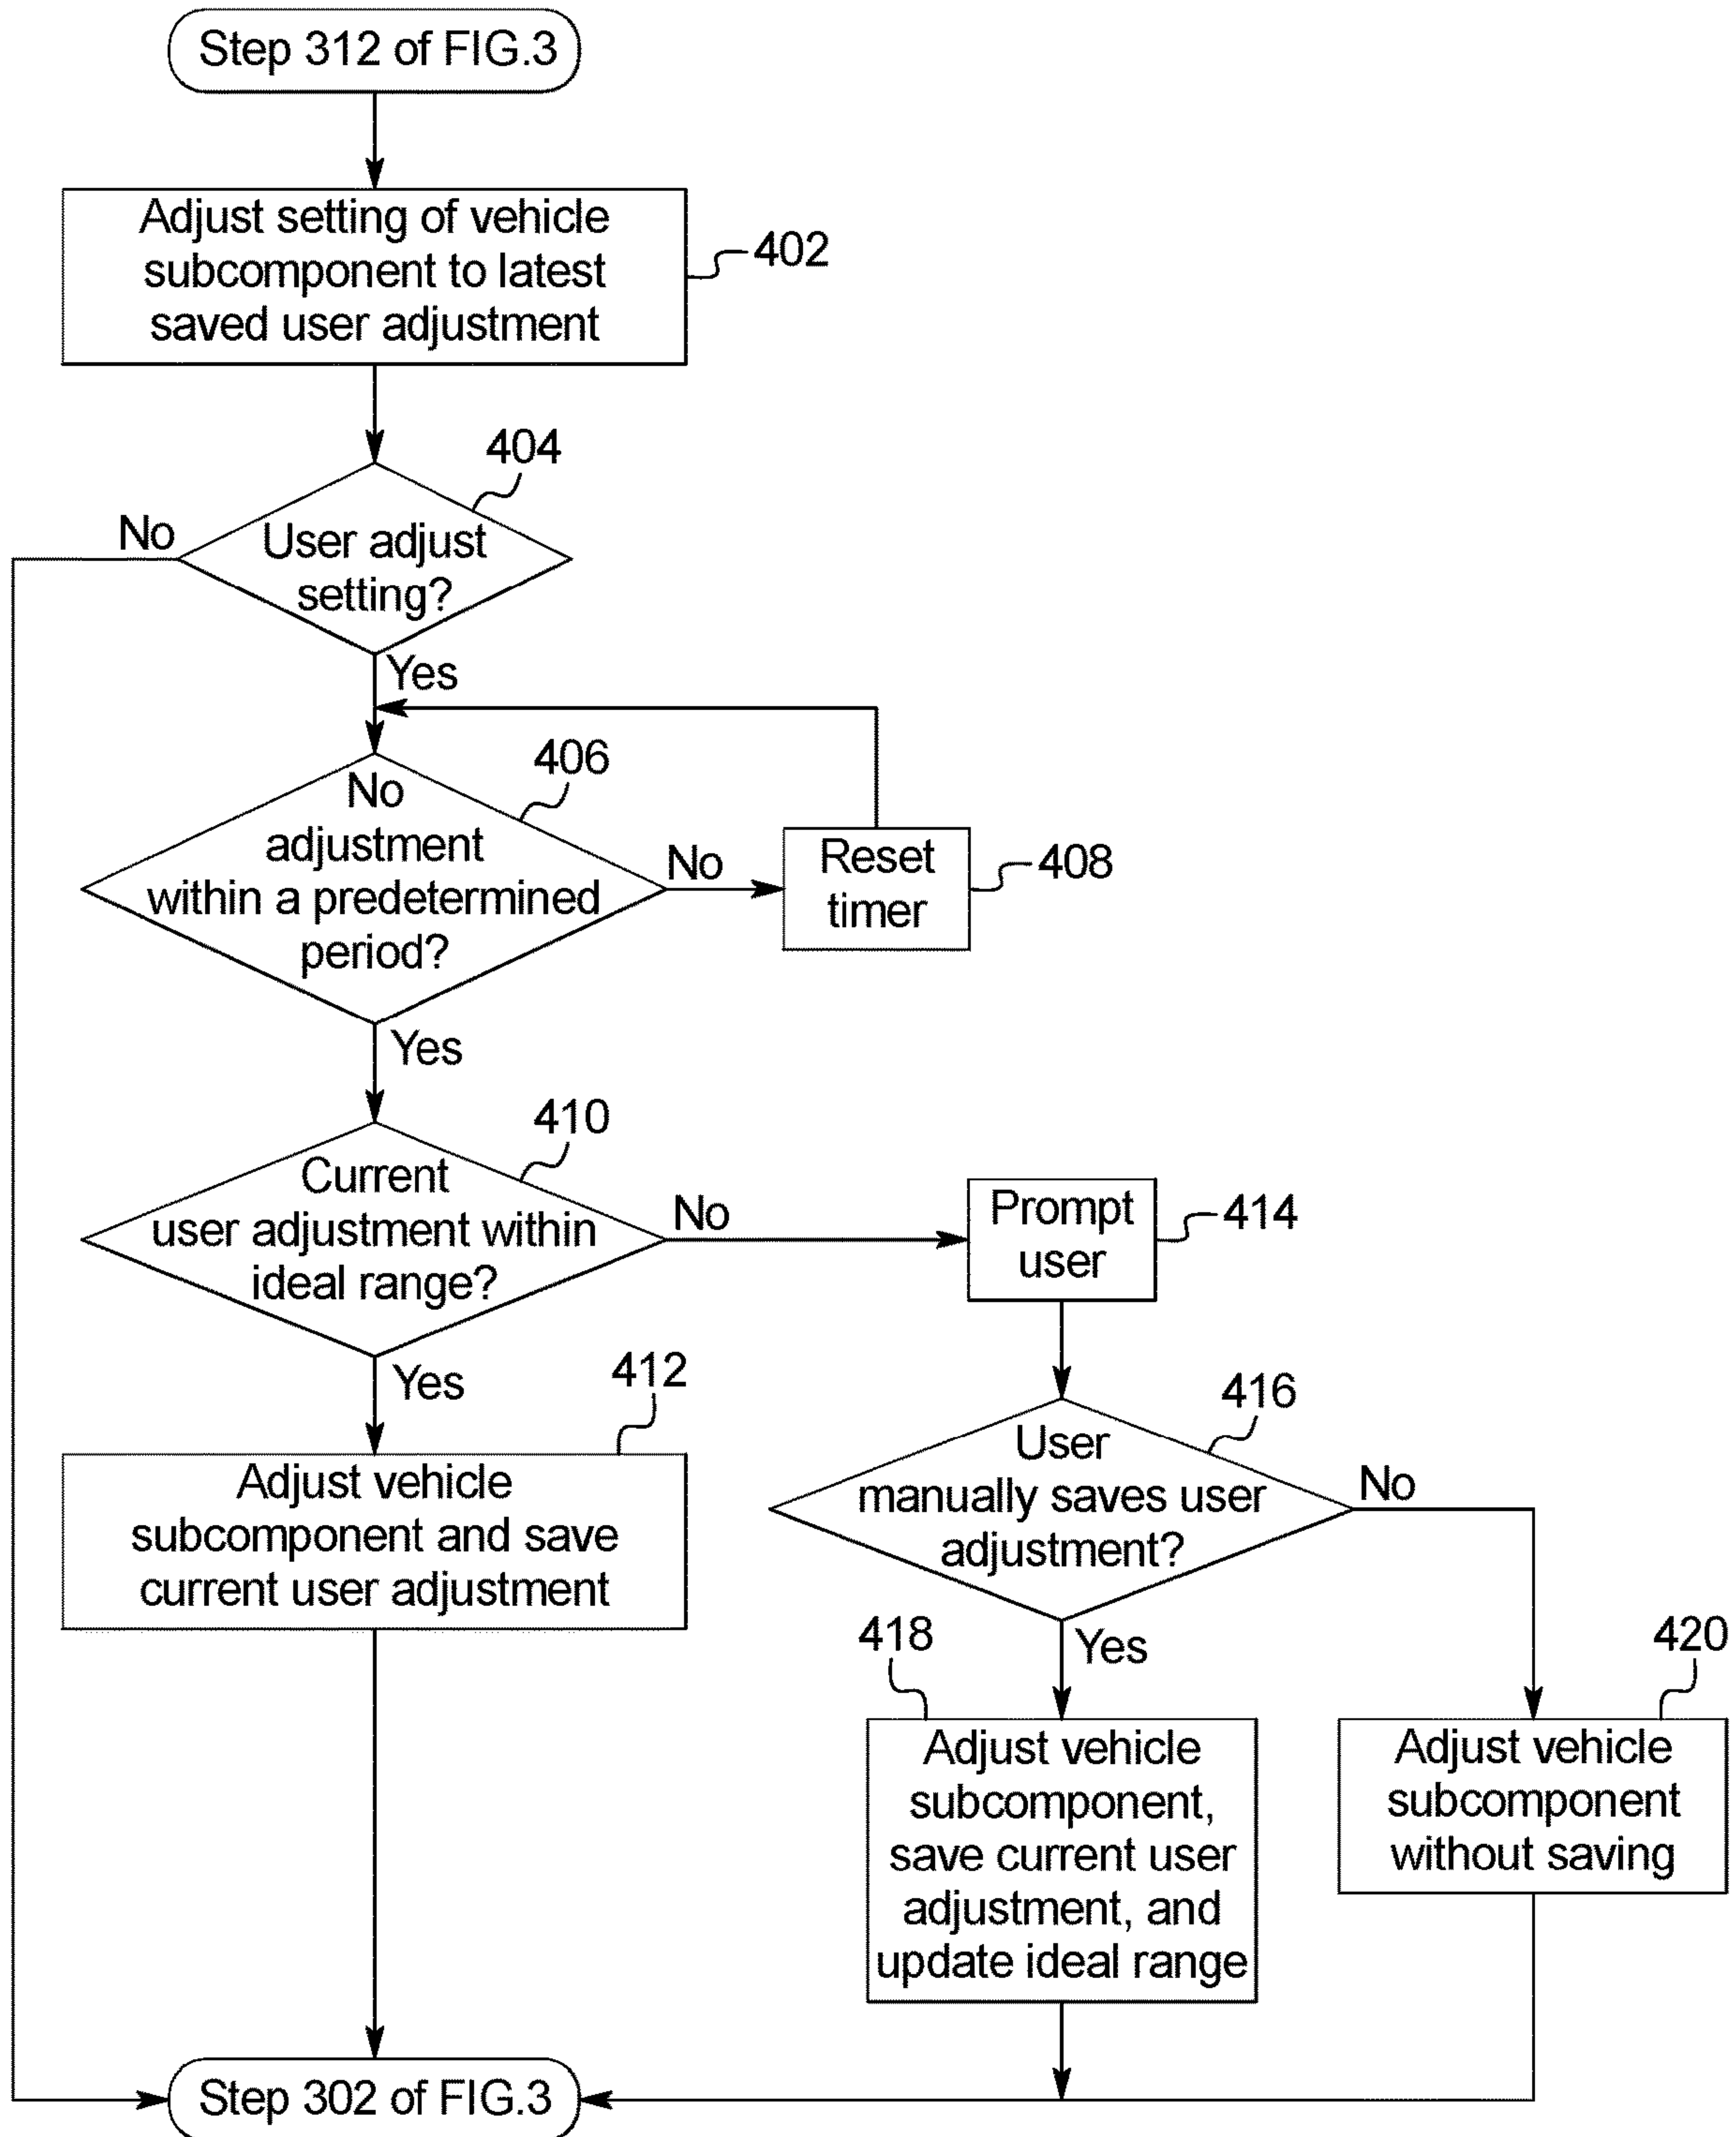 Step 312 of FIG.3
Adjust setting of vehicle
subcomponent to latest
saved user adjustment
402
404
No
User adjust
setting?
Yes
406
No
adjustment
within a predetermined
period?
No
Reset
timer
408
Yes
410
Current
user adjustment within
ideal range?
No
Prompt
user
414
Yes
412
Adjust vehicle
subcomponent and save
current user adjustment
416
User
manually saves user
adjustment?
No
Yes
418
Adjust vehicle
subcomponent,
save current user
adjustment, and
update ideal range
420
Adjust vehicle
subcomponent
without saving
Step 302 of FIG.3